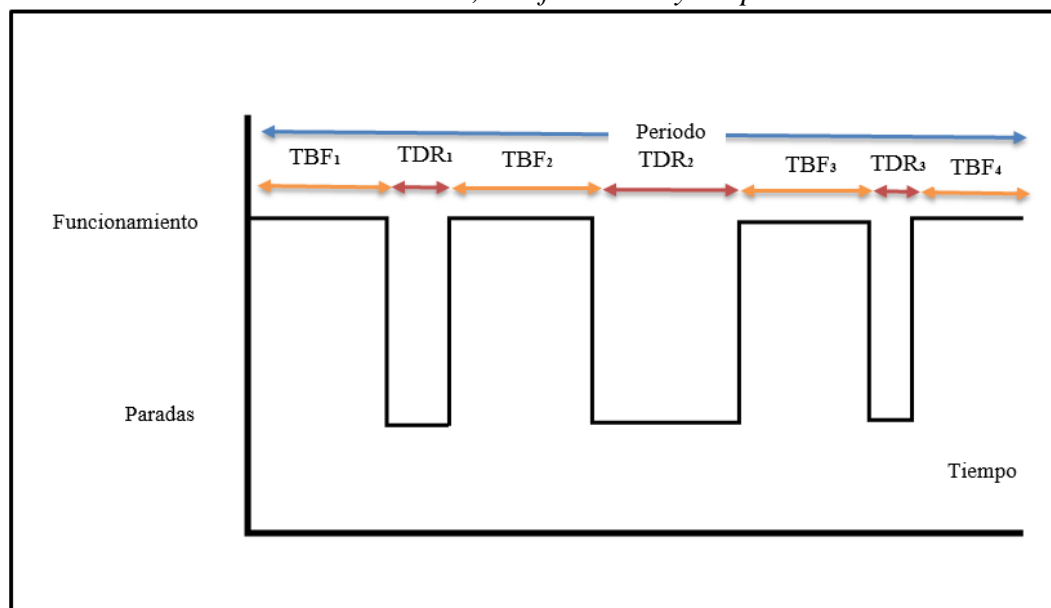 Periodo
TBF₁ TDR₁ TBF₂ TDR₂ TBF₃ TDR₃ TBF₄
Funcionamiento
Paradas
Tiempo